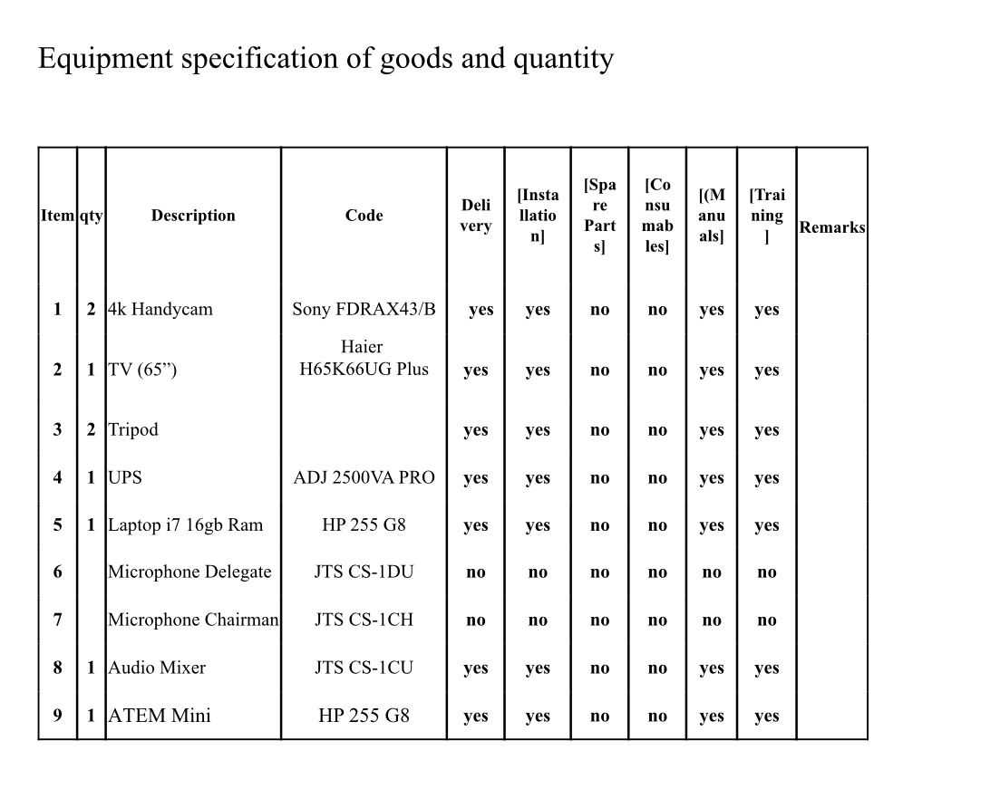 Equipment specification of goods and quantity
Item qty Description Code Deli very [Insta llatio n] [Spa re Part s] [Co nsu mab les] [(M anu als] [Trai ning ] Remarks
1 2 4k Handycam Sony FDRAX43/B yes yes no no yes yes
2 1 TV (65”) Haier H65K66UG Plus yes yes no no yes yes
3 2 Tripod yes yes no no yes yes
4 1 UPS ADJ 2500VA PRO yes yes no no yes yes
5 1 Laptop i7 16gb Ram HP 255 G8 yes yes no no yes yes
6 Microphone Delegate JTS CS-1DU no no no no no no
7 Microphone Chairman JTS CS-1CH no no no no no no
8 1 Audio Mixer JTS CS-1CU yes yes no no yes yes
9 1 ATEM Mini HP 255 G8 yes yes no no yes yes